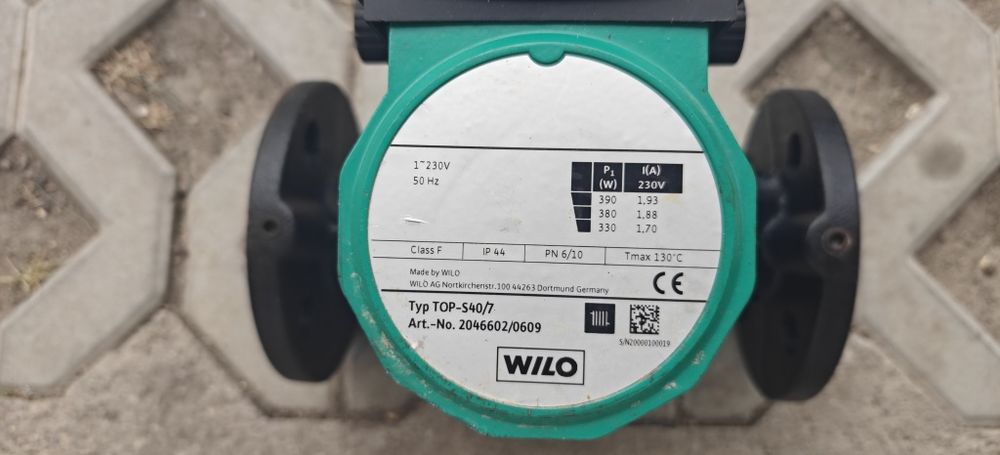 1~230V
50 Hz
P1 (W) I(A) 230V
390 1,93
380 1,88
330 1,70
Class F IP 44 PN 6/10 Tmax 130°C
Made by WILO
WILO AG Nortkirchenstr.100 44263 Dortmund Germany
CE
Typ TOP-S40/7
Art.-No. 2046602/0609
S/N20000100019
WILO